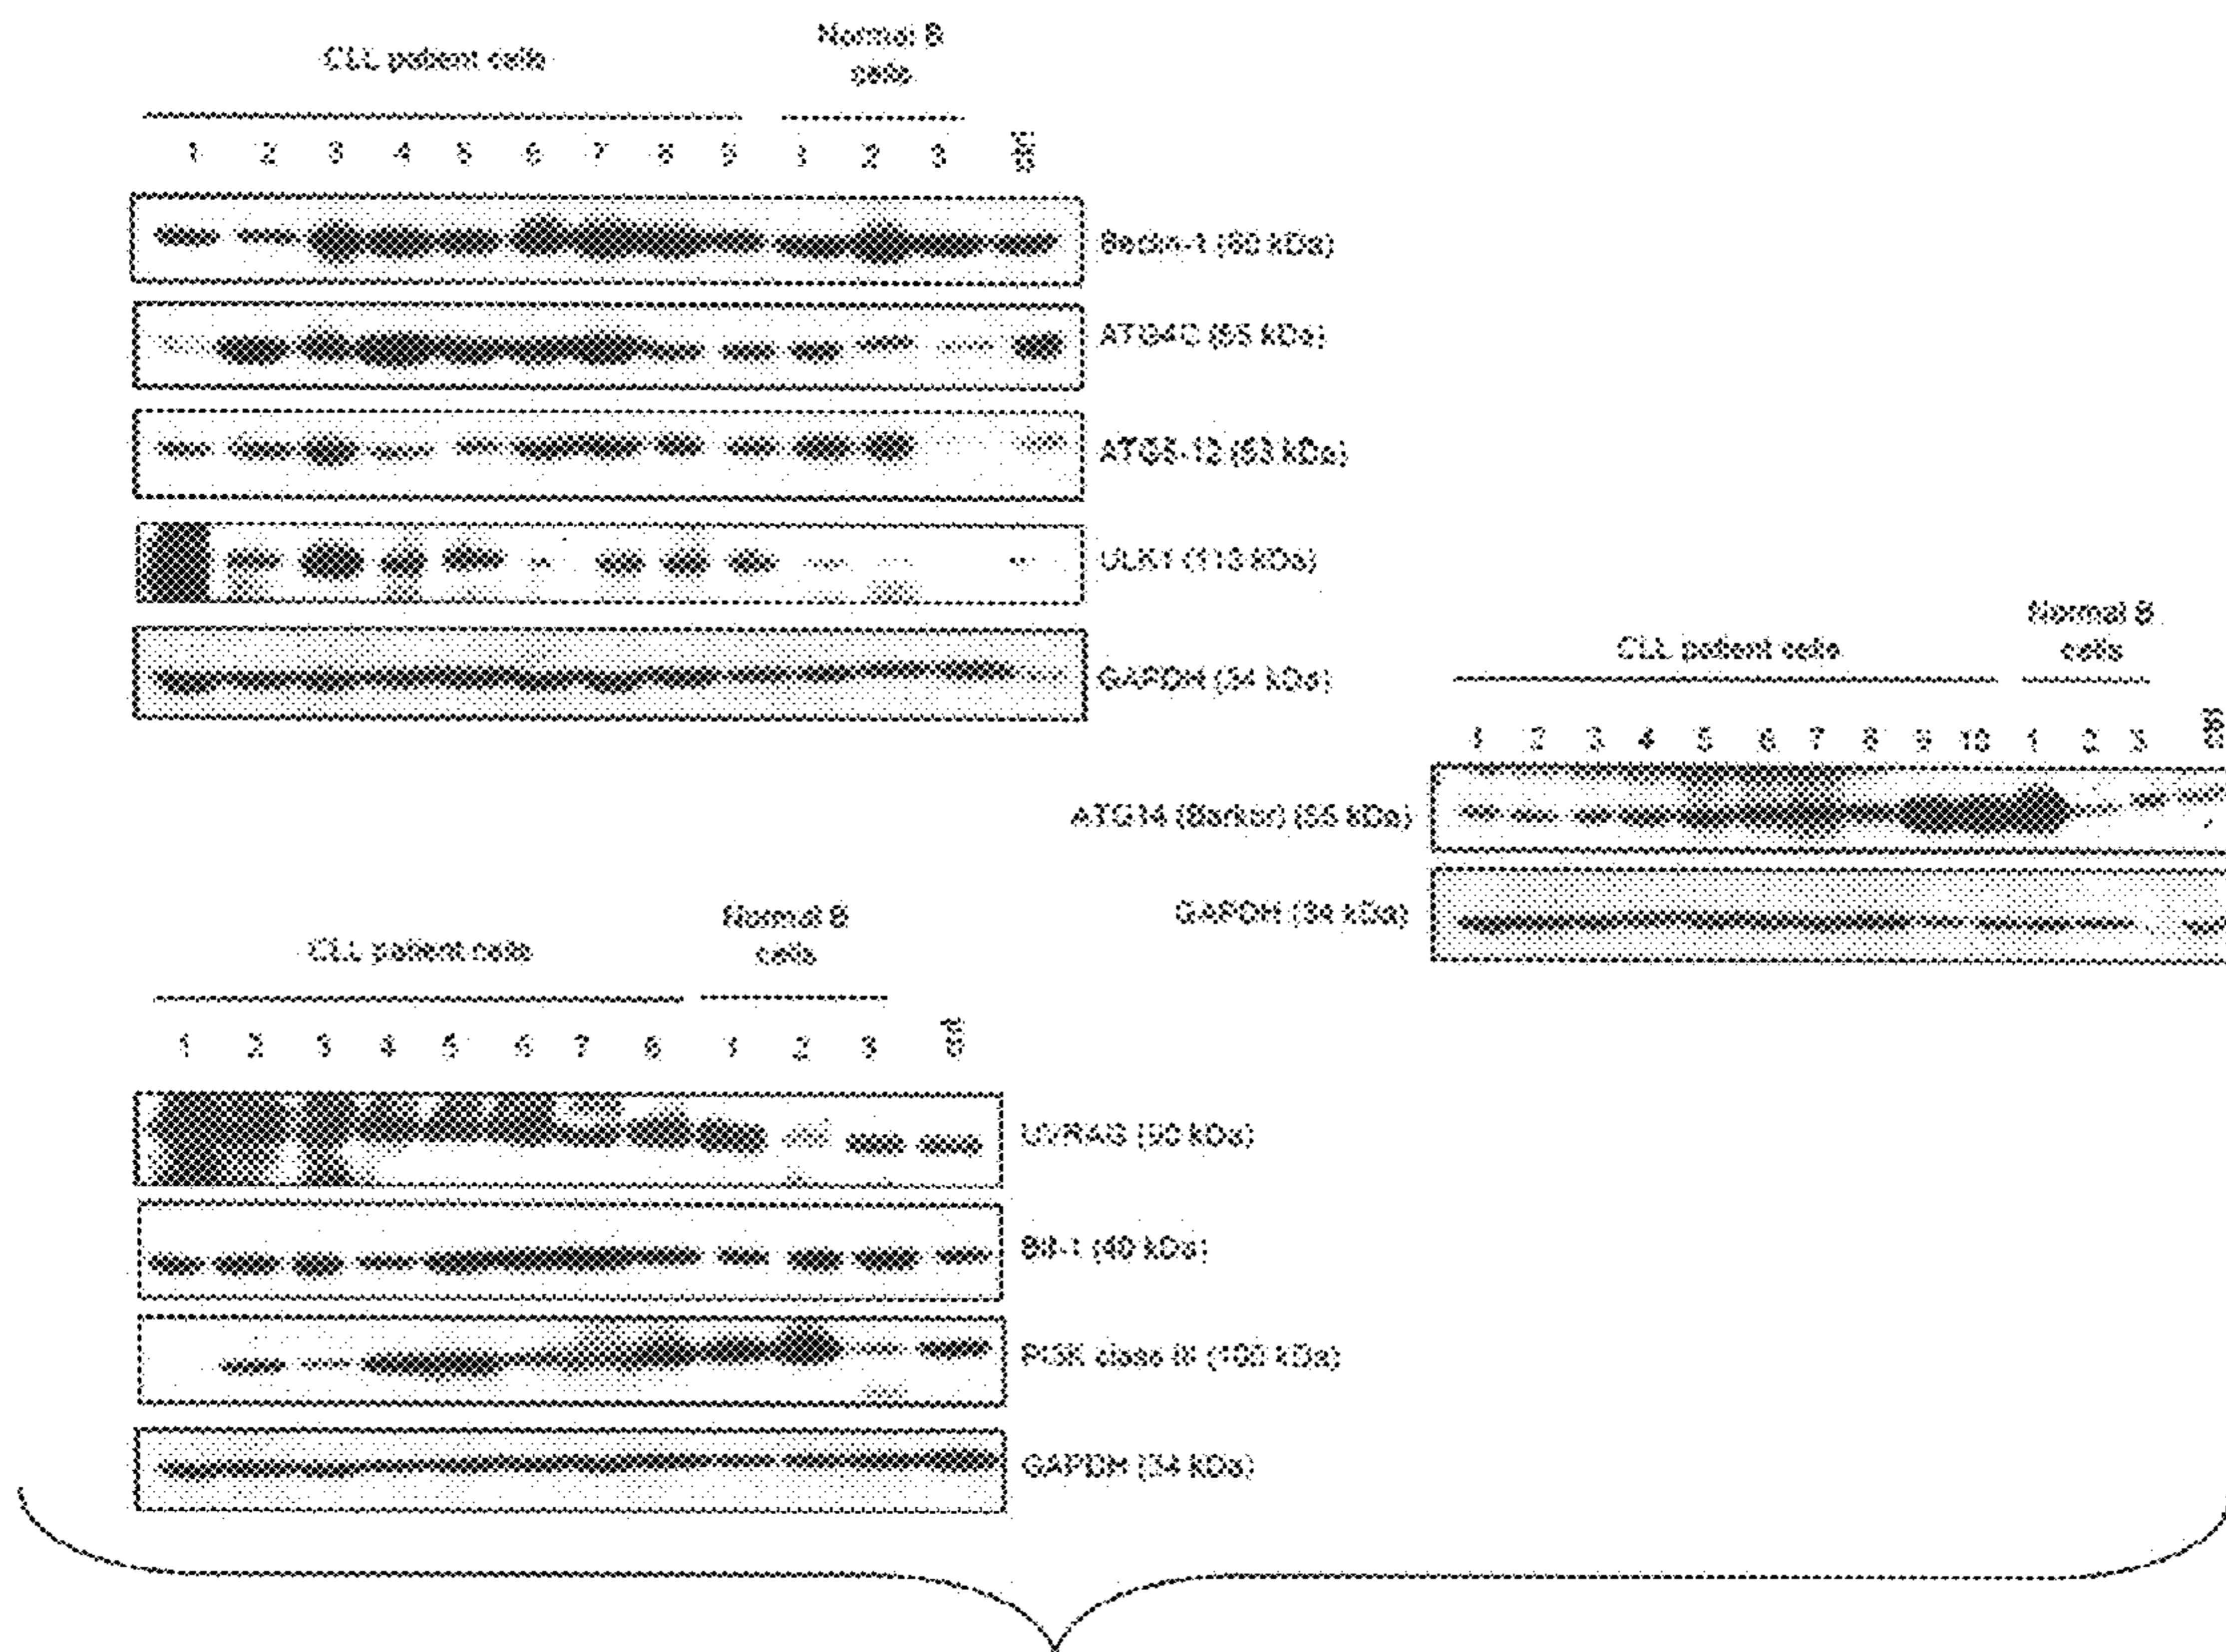 Normal B
CLL patient cells
cells
1 2 3 4 5 6 7 8 9 1 2 3
Beclin-1 (60 kDa)
ATG4C (55 kDa)
ATG5-12 (53 kDa)
ULK1 (113 kDa)
GAPDH (34 kDa)
Normal B
CLL patient cells
cells
1 2 3 4 5 6 7 8 9 10 1 2 3
ATG14 (Barkor) (55 kDa)
GAPDH (34 kDa)
Normal B
CLL patient cells
cells
1 2 3 4 5 6 7 8 1 2 3
UVRAG (90 kDa)
Bif-1 (40 kDa)
PI3K class III (100 kDa)
GAPDH (34 kDa)